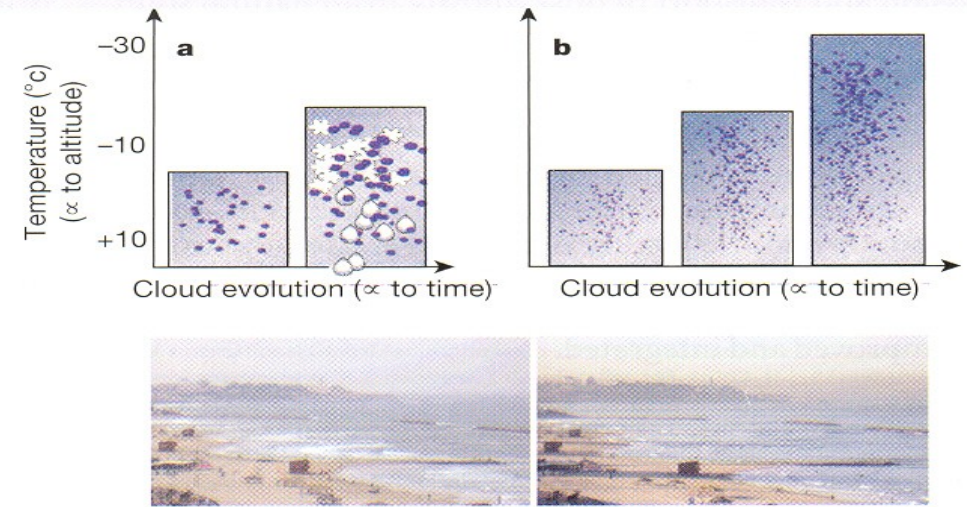 a
b
Temperature (°c)
(∝ to altitude)
−30
−10
+10
Cloud evolution (∝ to time)
Cloud evolution (∝ to time)